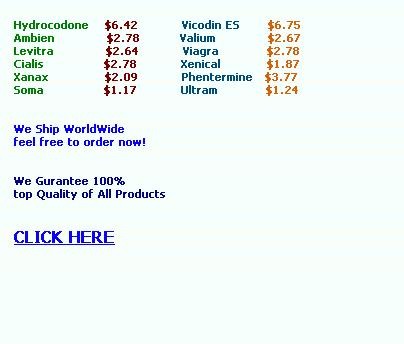 Hydrocodone $6.42 Vicodin ES $6.75
Ambien $2.78 Valium $2.67
Levitra $2.64 Viagra $2.78
Cialis $2.78 Xenical $1.87
Xanax $2.09 Phentermine $3.77
Soma $1.17 Ultram $1.24
We Ship WorldWide
feel free to order now!
We Gurantee 100%
top Quality of All Products
CLICK HERE